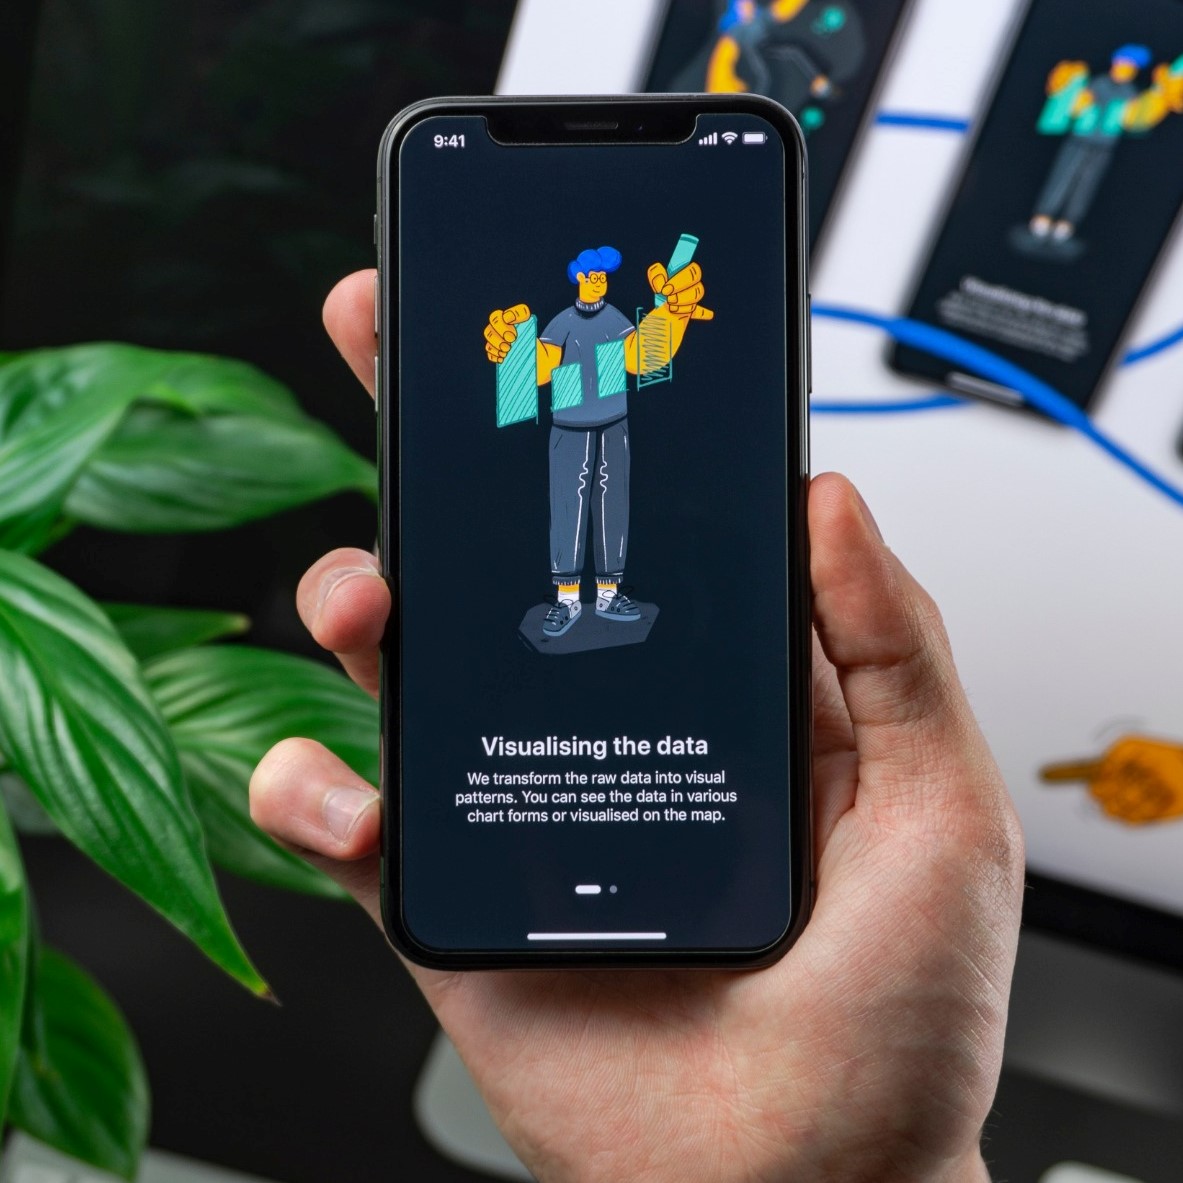 9:41
Visualising the data
We transform the raw data into visual
patterns. You can see the data in various
chart forms or visualised on the map.